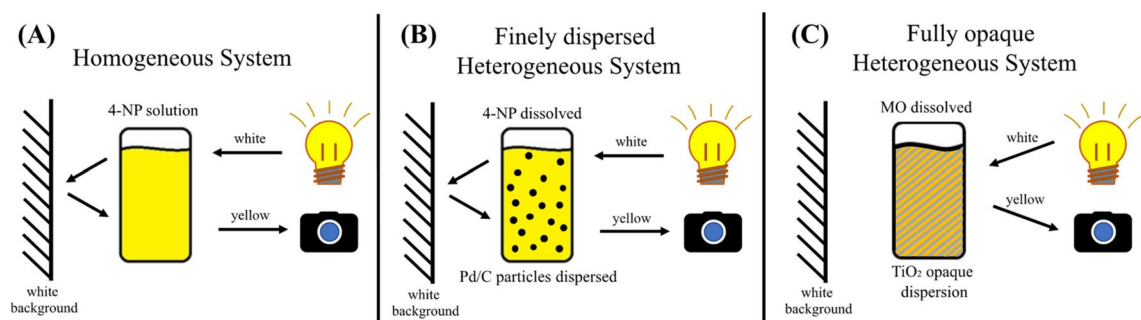 (A)
Homogeneous System
4-NP solution
white
yellow
white
background
(B)
Finely dispersed
Heterogeneous System
4-NP dissolved
white
yellow
Pd/C particles dispersed
white
background
(C)
Fully opaque
Heterogeneous System
MO dissolved
white
yellow
TiO₂ opaque
dispersion
white
background